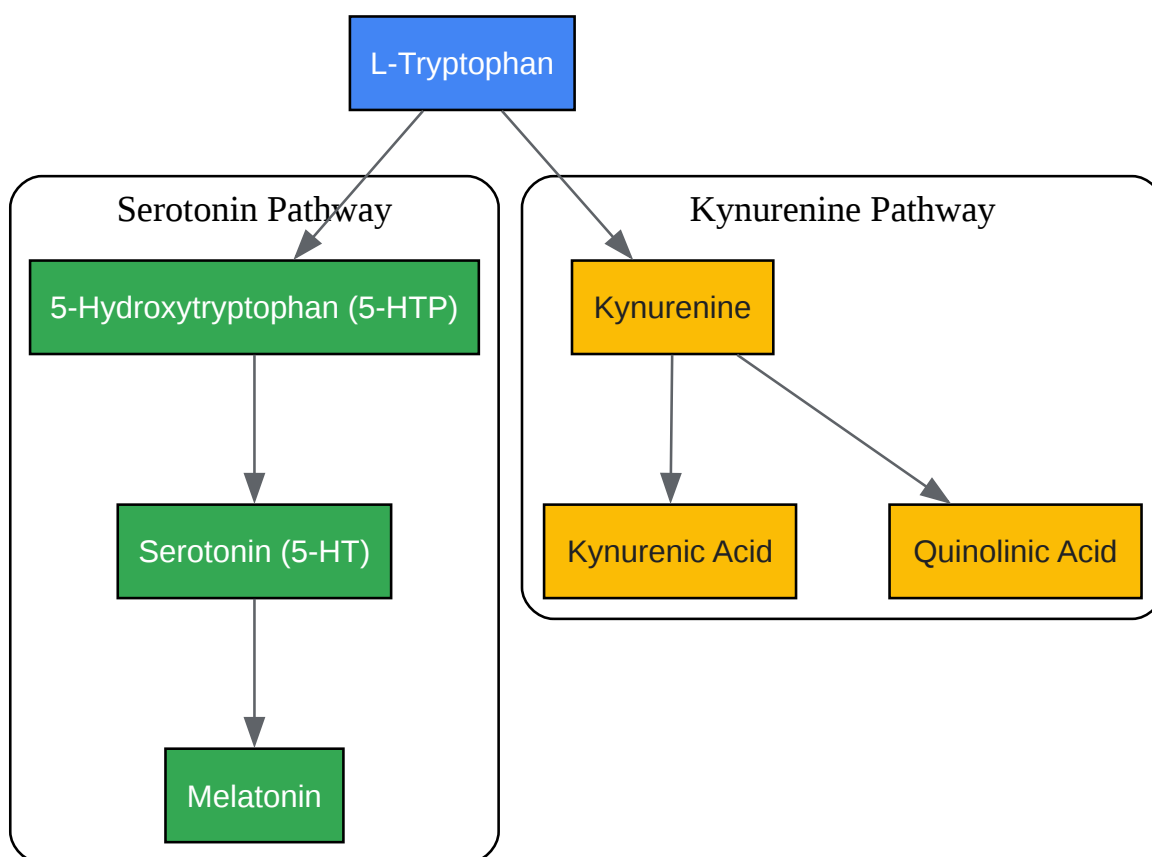 L-Tryptophan
Serotonin Pathway
5-Hydroxytryptophan (5-HTP)
Serotonin (5-HT)
Melatonin
Kynurenine Pathway
Kynurenine
Kynurenic Acid
Quinolinic Acid